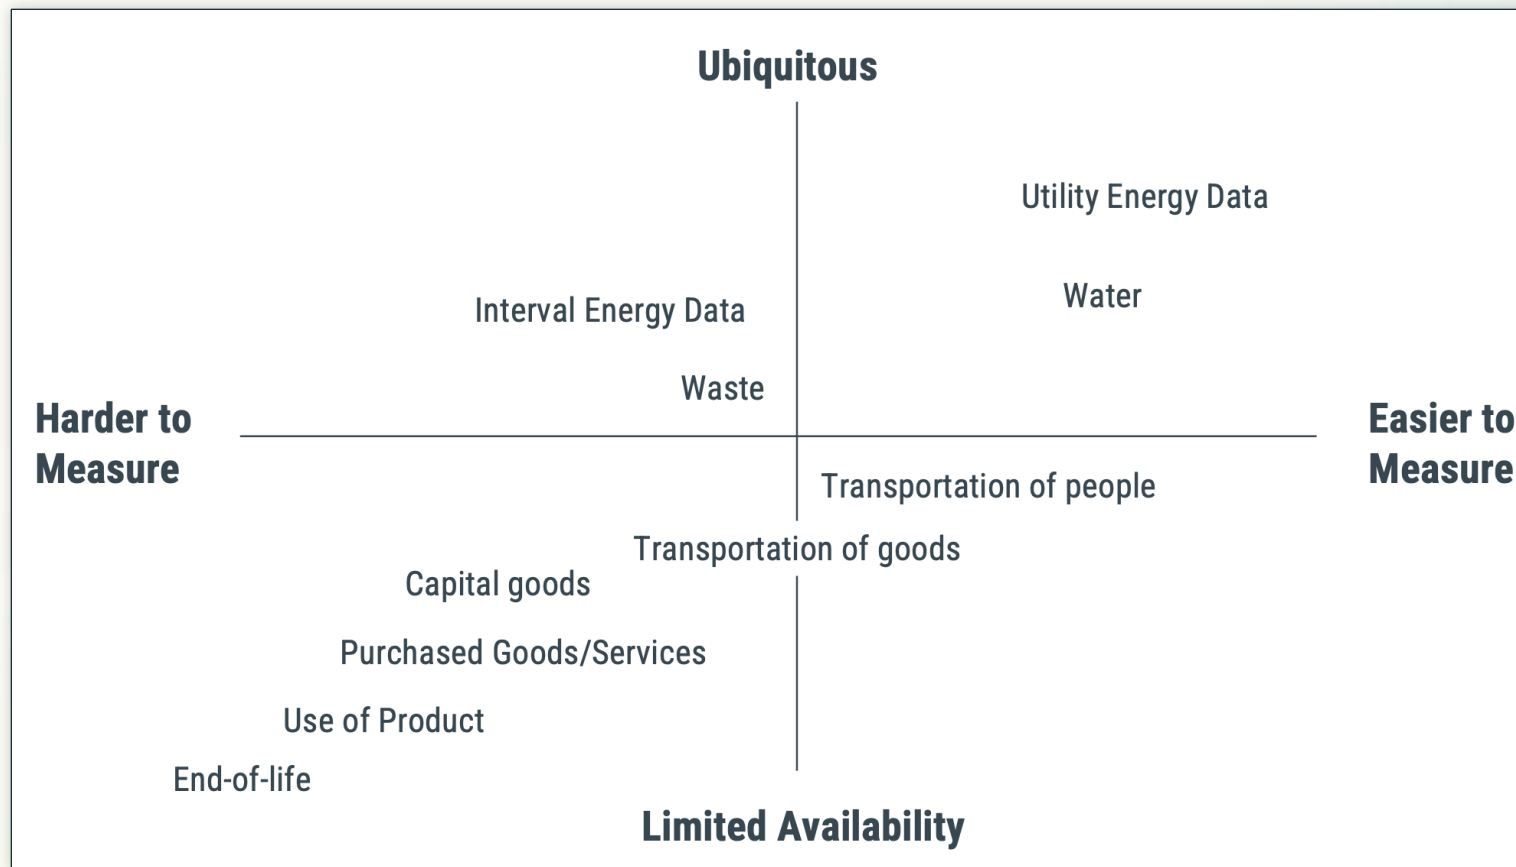 Ubiquitous
Utility Energy Data
Water
Interval Energy Data
Waste
Harder to
Measure
Easier to
Measure
Transportation of people
Transportation of goods
Capital goods
Purchased Goods/Services
Use of Product
End-of-life
Limited Availability